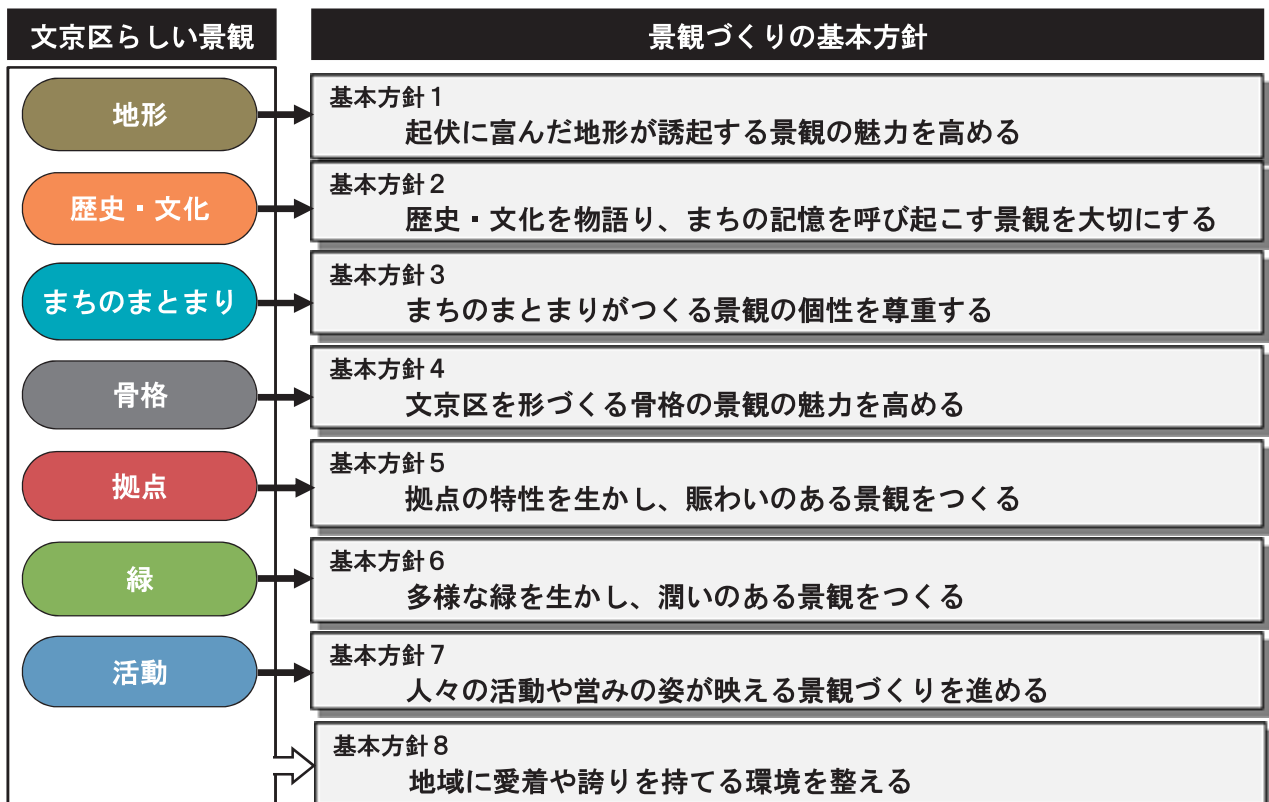 文京区らしい景観
景観づくりの基本方針
地形
基本方針1
起伏に富んだ地形が誘起する景観の魅力を高める
歴史・文化
基本方針2
歴史・文化を物語り、まちの記憶を呼び起こす景観を大切にする
まちのまとまり
基本方針3
まちのまとまりがつくる景観の個性を尊重する
骨格
基本方針4
文京区を形づくる骨格の景観の魅力を高める
拠点
基本方針5
拠点の特性を生かし、賑わいのある景観をつくる
緑
基本方針6
多様な緑を生かし、潤いのある景観をつくる
活動
基本方針7
人々の活動や営みの姿が映える景観づくりを進める
基本方針8
地域に愛着や誇りを持てる環境を整える